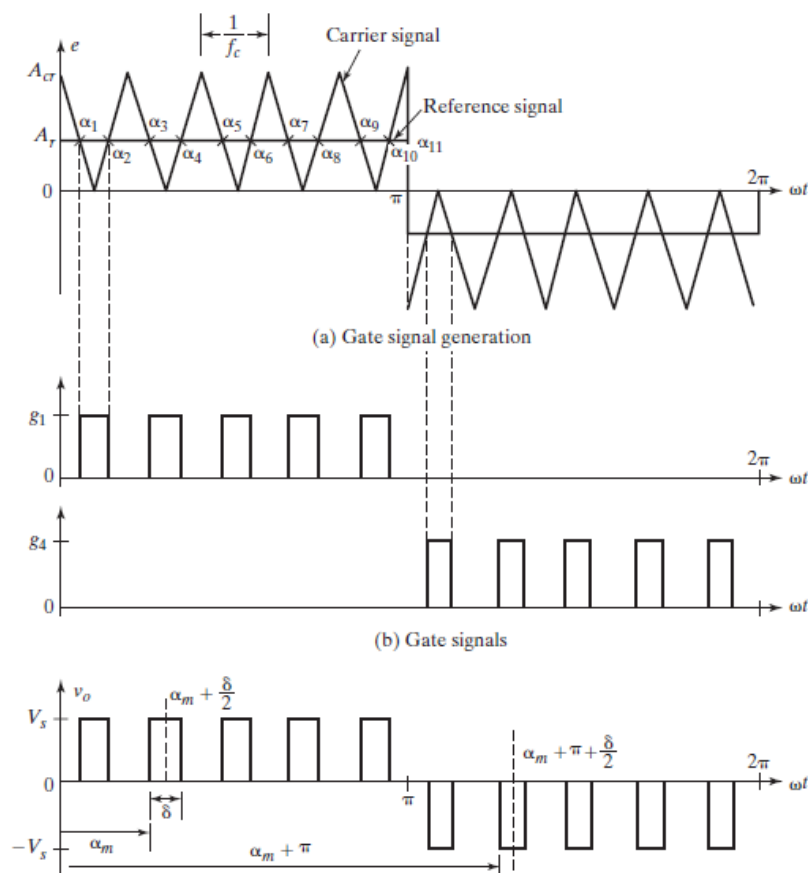 e
1
f_c
Carrier signal
A_cr
Reference signal
α1 α3 α5 α7 α9
A_r
α2 α4 α6 α8 α10 α11
0
π
2π
ωt
(a) Gate signal generation
g1
0
2π
ωt
g4
0
ωt
(b) Gate signals
v_o
α_m + δ/2
V_s
α_m + π + δ/2
0
π
2π
ωt
δ
α_m
−V_s
α_m + π